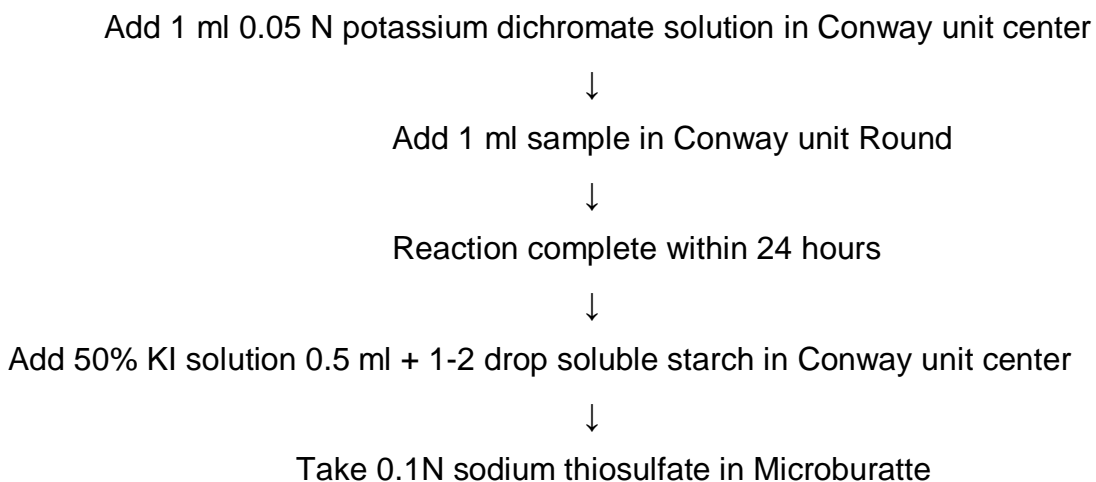 Add 1 ml 0.05 N potassium dichromate solution in Conway unit center
↓
Add 1 ml sample in Conway unit Round
↓
Reaction complete within 24 hours
↓
Add 50% KI solution 0.5 ml + 1-2 drop soluble starch in Conway unit center
↓
Take 0.1N sodium thiosulfate in Microburatte